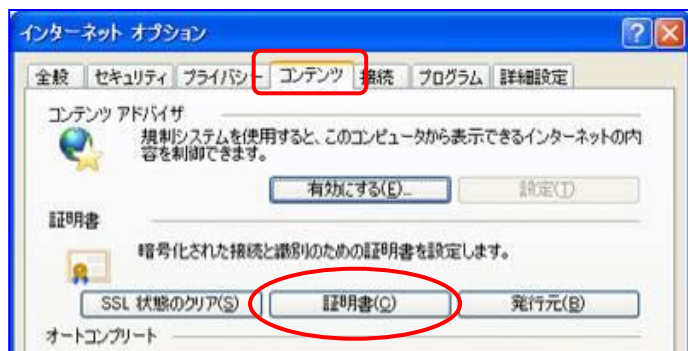 インターネット オプション
全般 セキュリティ プライバシー コンテンツ 接続 プログラム 詳細設定
コンテンツ アドバイザ
規制システムを使用すると、このコンピュータから表示できるインターネットの内
容を制御できます。
有効にする(E)... 設定(T)
証明書
暗号化された接続と識別のための証明書を設定します。
SSL 状態のクリア(S) 証明書(C) 発行元(B)
オートコンプリート